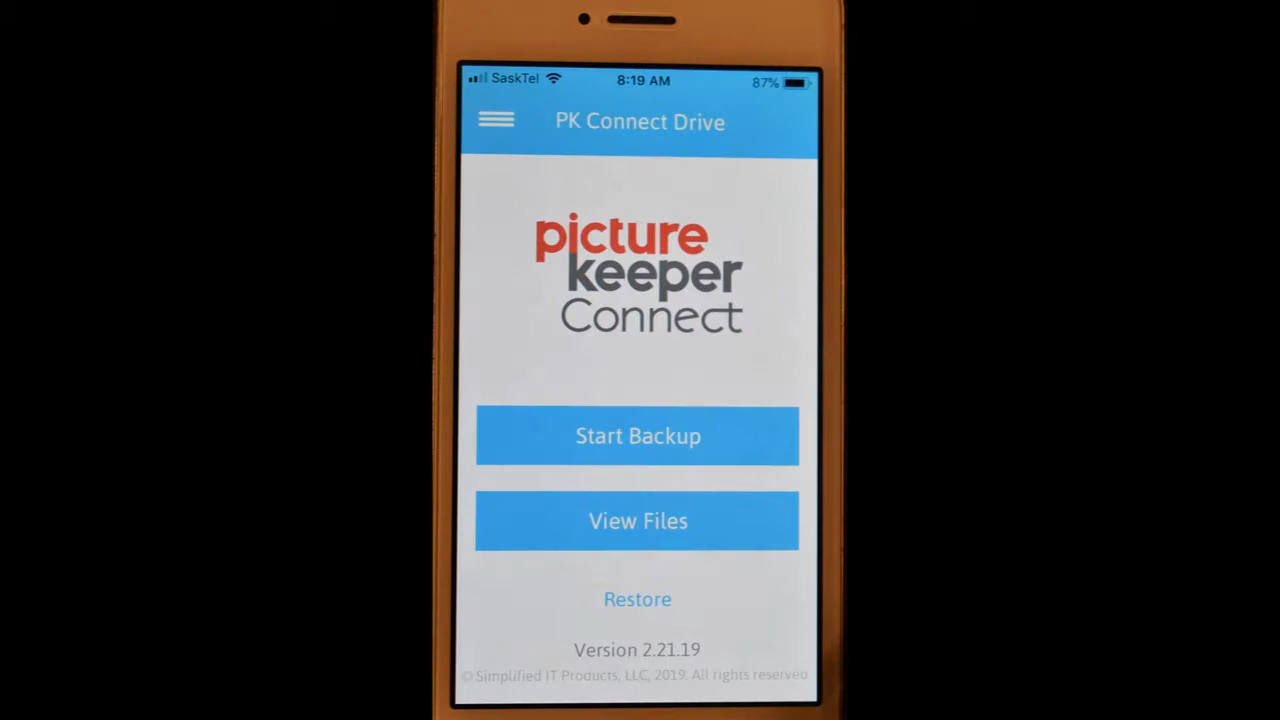 SaskTel 8:19 AM 87%
PK Connect Drive
picture
keeper
Connect
Start Backup
View Files
Restore
Version 2.21.19
© Simplified IT Products, LLC, 2019. All rights reserved